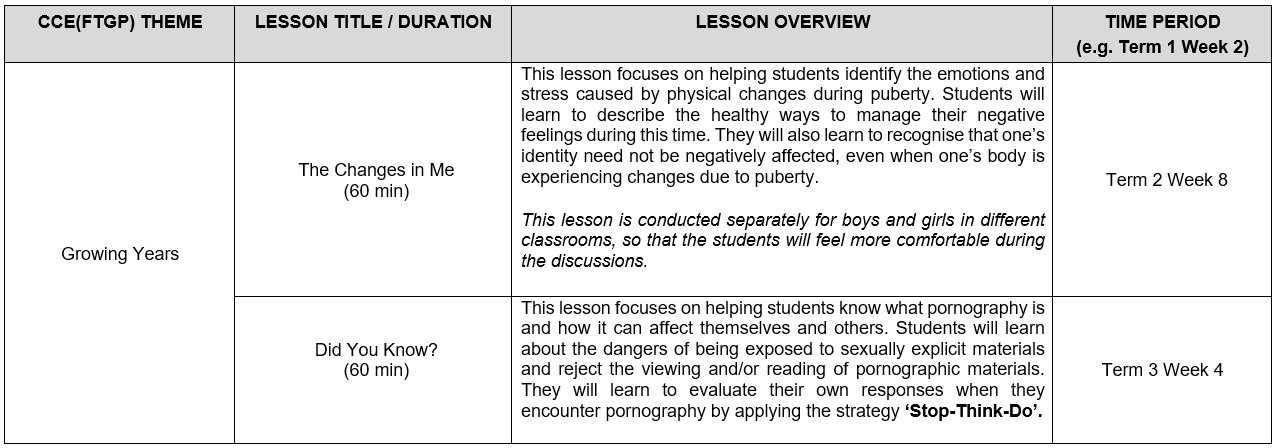 CCE(FTGP) THEME
LESSON TITLE / DURATION
LESSON OVERVIEW
TIME PERIOD
(e.g. Term 1 Week 2)
Growing Years
The Changes in Me
(60 min)
This lesson focuses on helping students identify the emotions and
stress caused by physical changes during puberty. Students will
learn to describe the healthy ways to manage their negative
feelings during this time. They will also learn to recognise that one’s
identity need not be negatively affected, even when one’s body is
experiencing changes due to puberty.
This lesson is conducted separately for boys and girls in different
classrooms, so that the students will feel more comfortable during
the discussions.
Term 2 Week 8
Did You Know?
(60 min)
This lesson focuses on helping students know what pornography is
and how it can affect themselves and others. Students will learn
about the dangers of being exposed to sexually explicit materials
and reject the viewing and/or reading of pornographic materials.
They will learn to evaluate their own responses when they
encounter pornography by applying the strategy ‘Stop-Think-Do’.
Term 3 Week 4